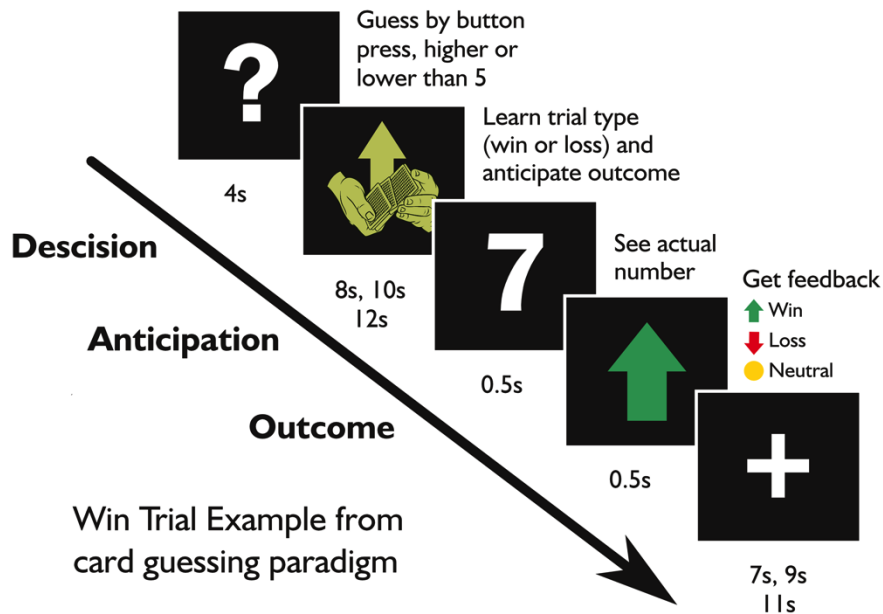 ?
Guess by button
press, higher or
lower than 5
4s
Learn trial type
(win or loss) and
anticipate outcome
8s, 10s
12s
7
See actual
number
0.5s
Get feedback
Win
Loss
Neutral
0.5s
+
7s, 9s
11s
Descision
Anticipation
Outcome
Win Trial Example from
card guessing paradigm